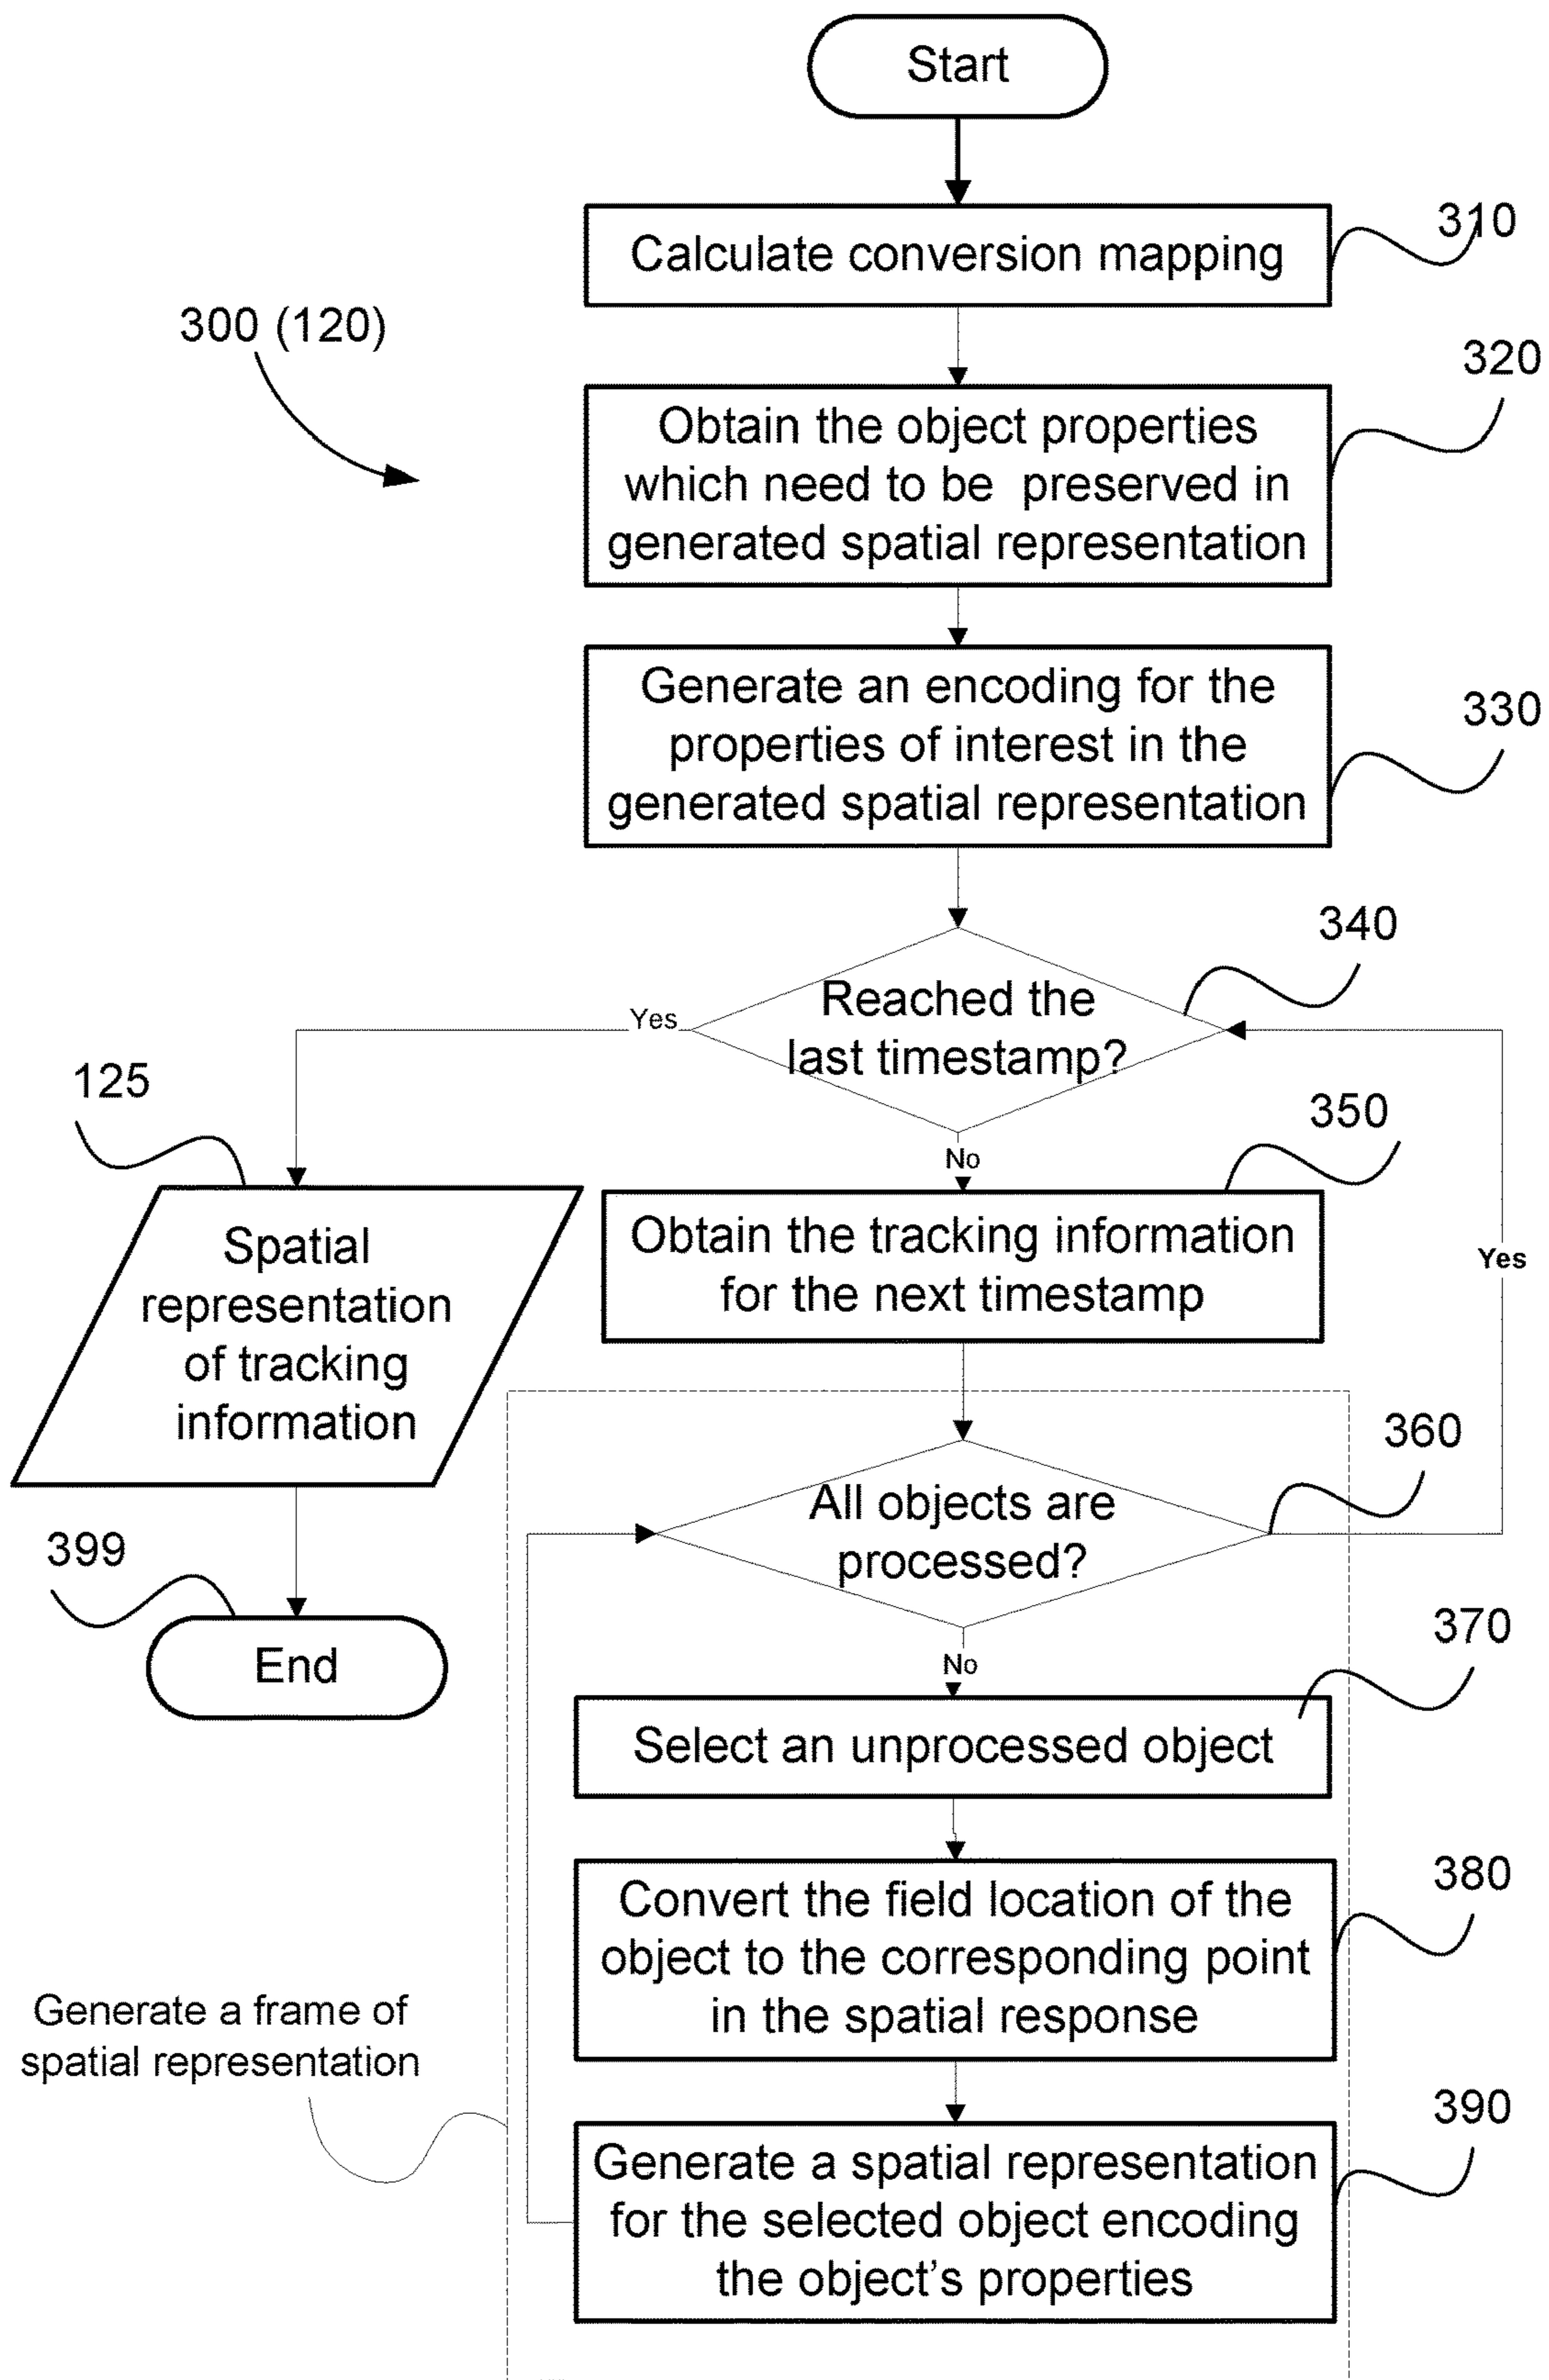 Start
310
Calculate conversion mapping
300 (120)
320
Obtain the object properties
which need to be preserved in
generated spatial representation
330
Generate an encoding for the
properties of interest in the
generated spatial representation
340
Reached the
last timestamp?
Yes
125
350
No
Spatial
representation
of tracking
information
Obtain the tracking information
for the next timestamp
Yes
360
All objects are
processed?
399
End
370
No
Select an unprocessed object
380
Convert the field location of the
object to the corresponding point
in the spatial response
Generate a frame of
spatial representation
390
Generate a spatial representation
for the selected object encoding
the object's properties